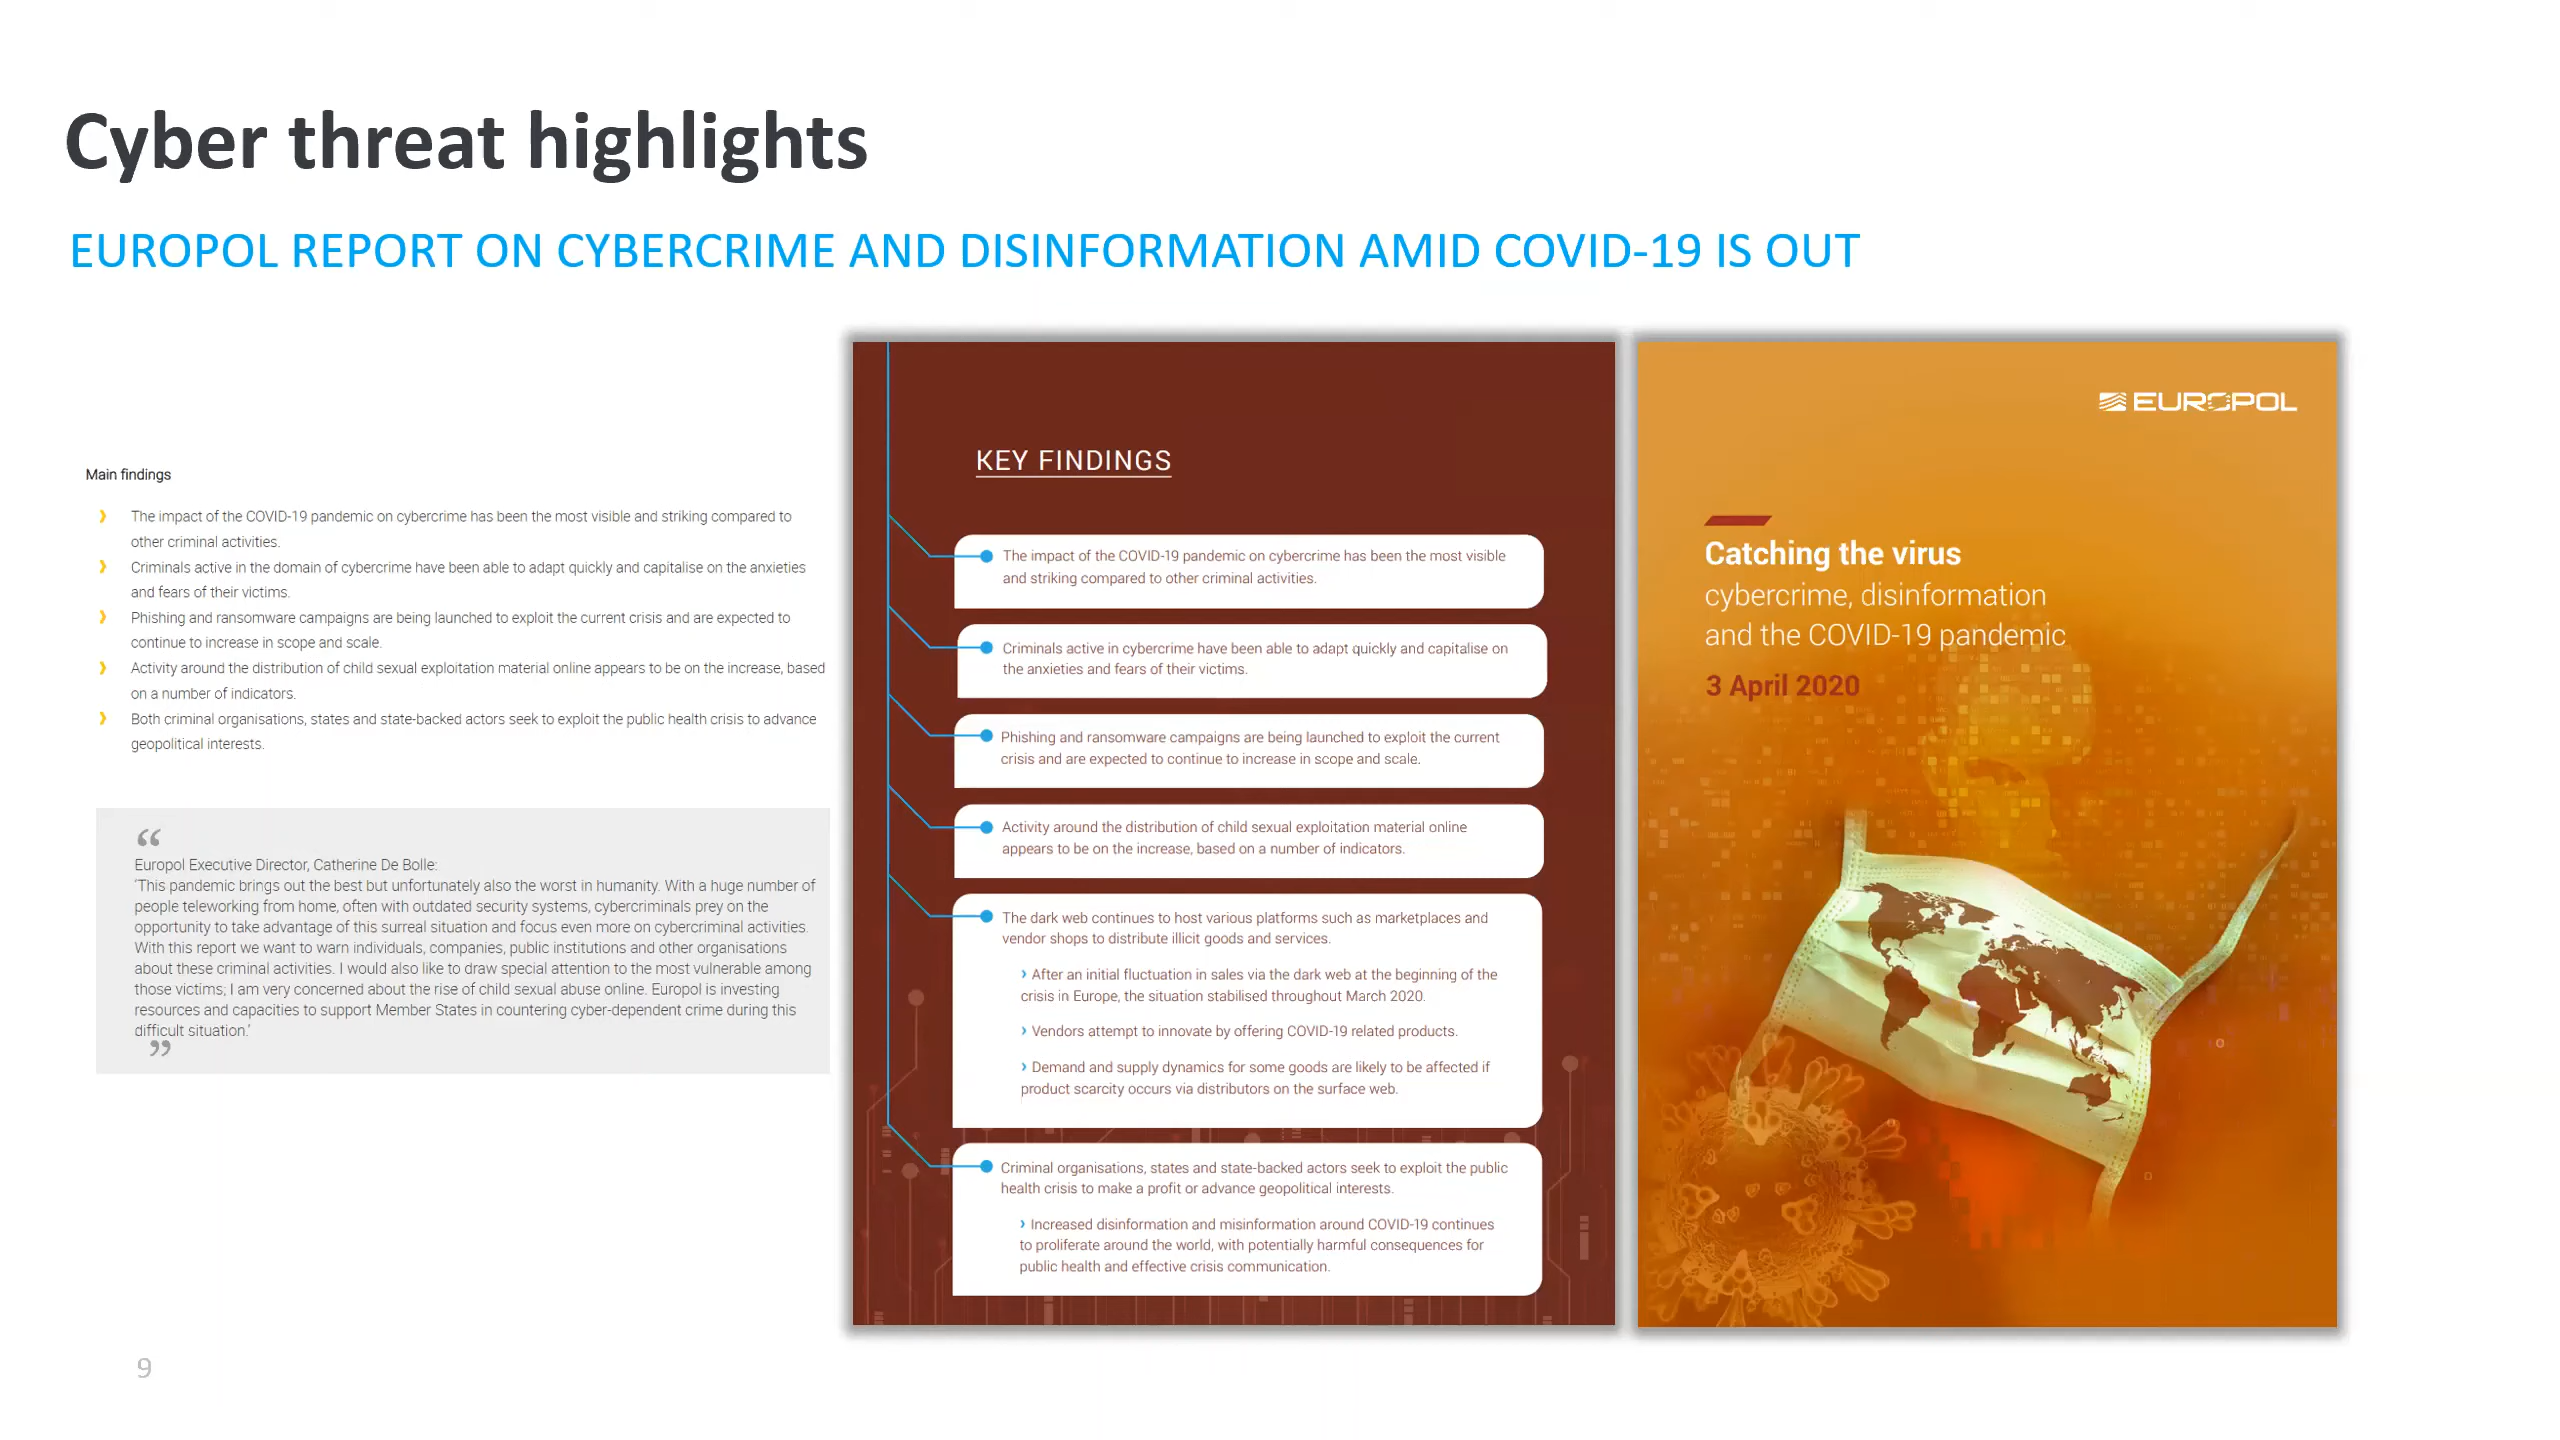 Cyber threat highlights
EUROPOL REPORT ON CYBERCRIME AND DISINFORMATION AMID COVID-19 IS OUT
Main findings
The impact of the COVID-19 pandemic on cybercrime has been the most visible and striking compared to
other criminal activities.
Criminals active in the domain of cybercrime have been able to adapt quickly and capitalise on the anxieties
and fears of their victims.
Phishing and ransomware campaigns are being launched to exploit the current crisis and are expected to
continue to increase in scope and scale.
Activity around the distribution of child sexual exploitation material online appears to be on the increase, based
on a number of indicators.
Both criminal organisations, states and state-backed actors seek to exploit the public health crisis to advance
geopolitical interests.
“
Europol Executive Director, Catherine De Bolle:
‘This pandemic brings out the best but unfortunately also the worst in humanity. With a huge number of
people teleworking from home, often with outdated security systems, cybercriminals prey on the
opportunity to take advantage of this surreal situation and focus even more on cybercriminal activities.
With this report we want to warn individuals, companies, public institutions and other organisations
about these criminal activities. I would also like to draw special attention to the most vulnerable among
those victims; I am very concerned about the rise of child sexual abuse online. Europol is investing
resources and capacities to support Member States in countering cyber-dependent crime during this
difficult situation.’
”
KEY FINDINGS
The impact of the COVID-19 pandemic on cybercrime has been the most visible
and striking compared to other criminal activities.
Criminals active in cybercrime have been able to adapt quickly and capitalise on
the anxieties and fears of their victims.
Phishing and ransomware campaigns are being launched to exploit the current
crisis and are expected to continue to increase in scope and scale.
Activity around the distribution of child sexual exploitation material online
appears to be on the increase, based on a number of indicators.
The dark web continues to host various platforms such as marketplaces and
vendor shops to distribute illicit goods and services.
› After an initial fluctuation in sales via the dark web at the beginning of the
crisis in Europe, the situation stabilised throughout March 2020.
› Vendors attempt to innovate by offering COVID-19 related products.
› Demand and supply dynamics for some goods are likely to be affected if
product scarcity occurs via distributors on the surface web.
Criminal organisations, states and state-backed actors seek to exploit the public
health crisis to make a profit or advance geopolitical interests.
› Increased disinformation and misinformation around COVID-19 continues
to proliferate around the world, with potentially harmful consequences for
public health and effective crisis communication.
EUROPOL
Catching the virus
cybercrime, disinformation
and the COVID-19 pandemic
3 April 2020
9